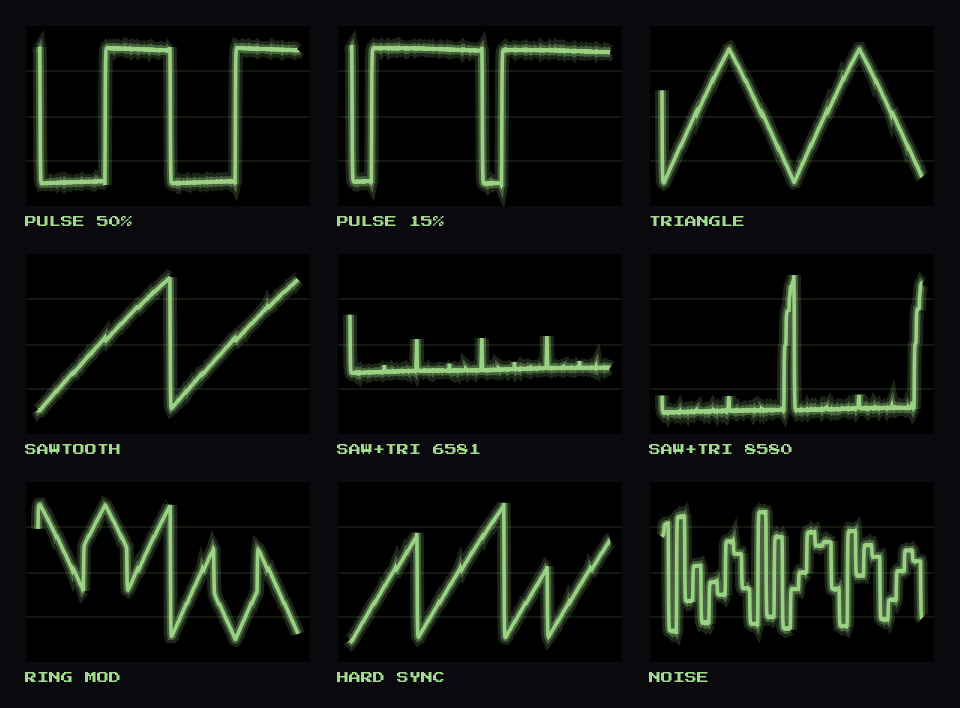 PULSE 50%
PULSE 15%
TRIANGLE
SAWTOOTH
SAW+TRI 6581
SAW+TRI 8580
RING MOD
HARD SYNC
NOISE